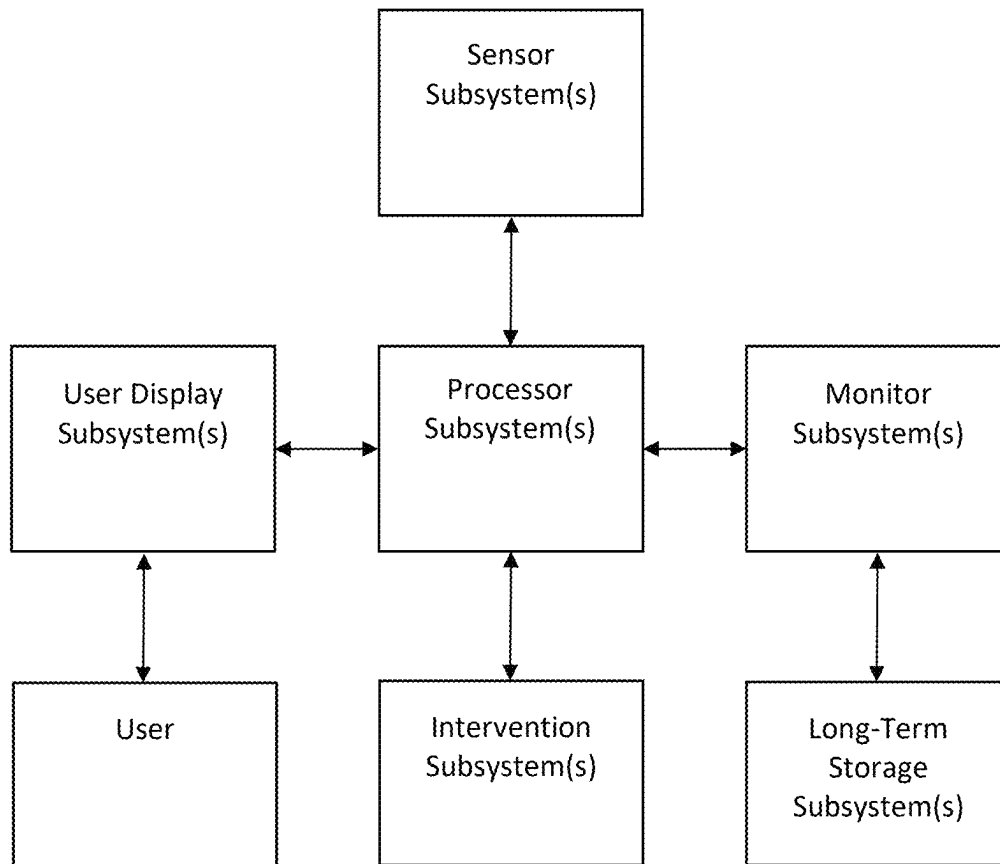 Sensor
Subsystem(s)
User Display
Subsystem(s)
Processor
Subsystem(s)
Monitor
Subsystem(s)
User
Intervention
Subsystem(s)
Long-Term
Storage
Subsystem(s)